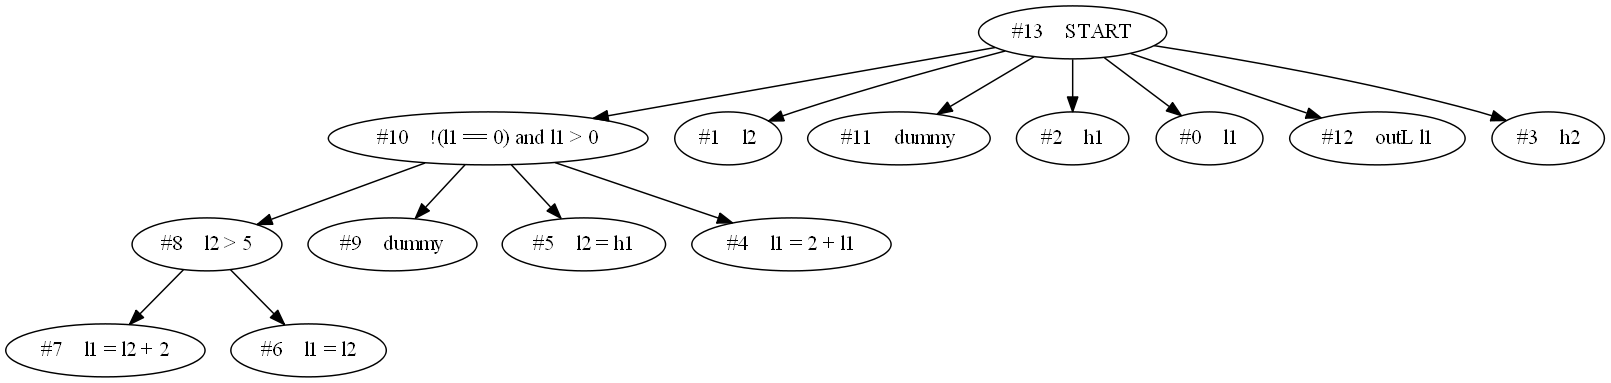 #13 START
#10 !(l1 == 0) and l1 > 0
#1 l2
#11 dummy
#2 h1
#0 l1
#12 outL l1
#3 h2
#8 l2 > 5
#9 dummy
#5 l2 = h1
#4 l1 = 2 + l1
#7 l1 = l2 + 2
#6 l1 = l2